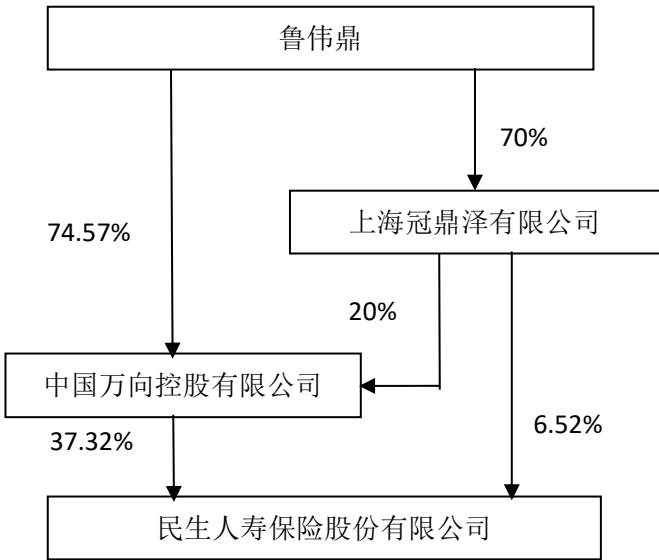 鲁伟鼎
70%
上海冠鼎泽有限公司
74.57%
20%
中国万向控股有限公司
37.32%
6.52%
民生人寿保险股份有限公司